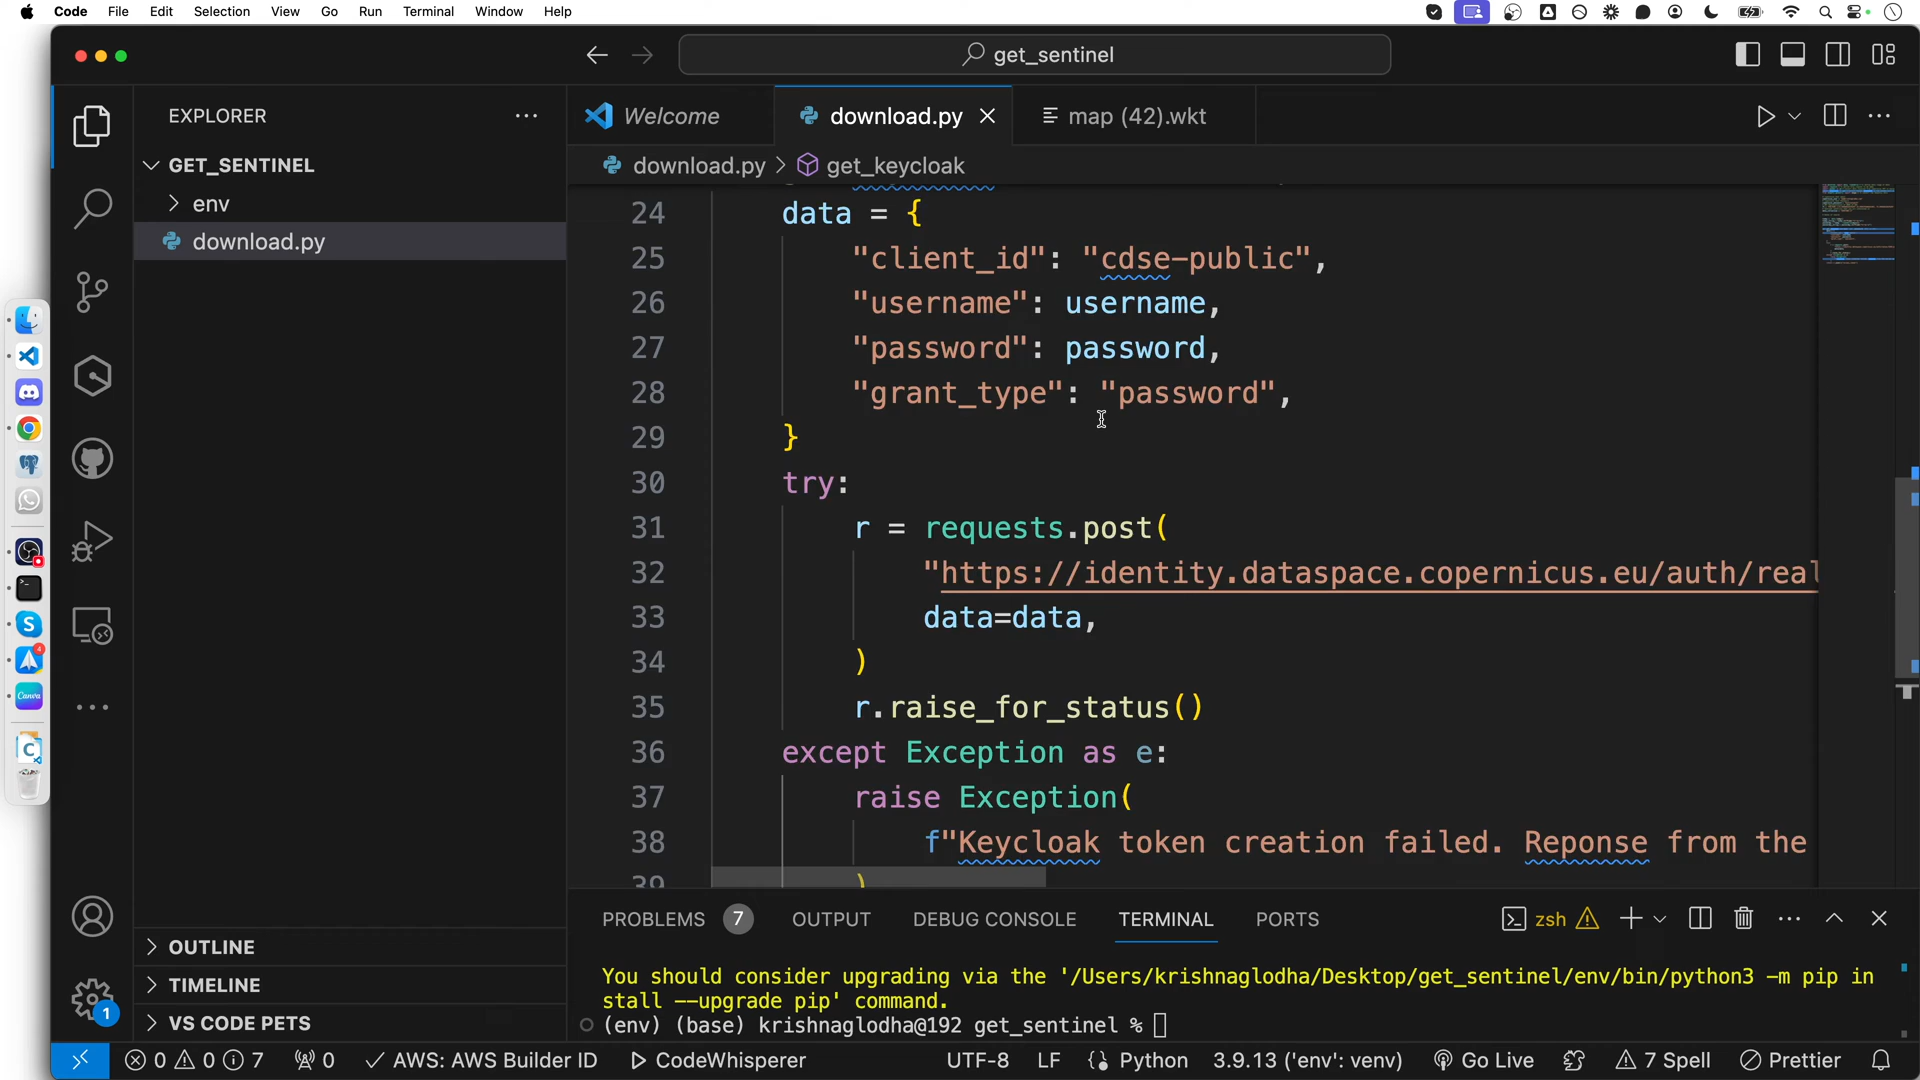 Code File Edit Selection View Go Run Terminal Window Help
get_sentinel
EXPLORER
GET_SENTINEL
env
download.py
Welcome
download.py
map (42).wkt
download.py > get_keycloak
24 data = {
25 "client_id": "cdse-public",
26 "username": username,
27 "password": password,
28 "grant_type": "password",
29 }
30 try:
31 r = requests.post(
32 "https://identity.dataspace.copernicus.eu/auth/real
33 data=data,
34 )
35 r.raise_for_status()
36 except Exception as e:
37 raise Exception(
38 f"Keycloak token creation failed. Reponse from the
39 )
OUTLINE
TIMELINE
VS CODE PETS
1
4
Canva
PROBLEMS 7 OUTPUT DEBUG CONSOLE TERMINAL PORTS
zsh
You should consider upgrading via the '/Users/krishnaglodha/Desktop/get_sentinel/env/bin/python3 -m pip in
stall --upgrade pip' command.
(env) (base) krishnaglodha@192 get_sentinel %
0 0 7 0 AWS: AWS Builder ID CodeWhisperer UTF-8 LF Python 3.9.13 ('env': venv) Go Live 7 Spell Prettier